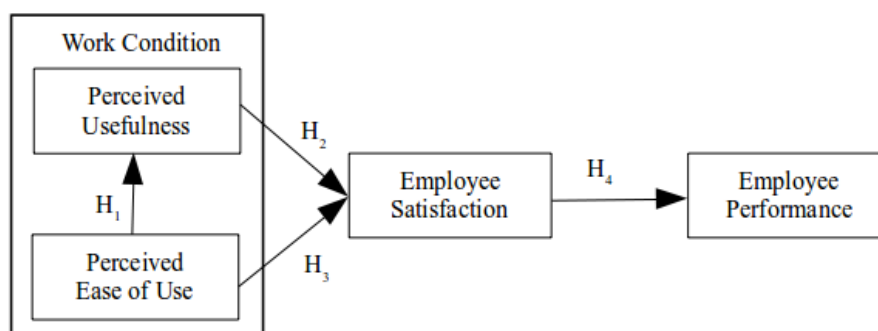 Work Condition
Perceived
Usefulness
H₁
Perceived
Ease of Use
H₂
H₃
Employee
Satisfaction
H₄
Employee
Performance